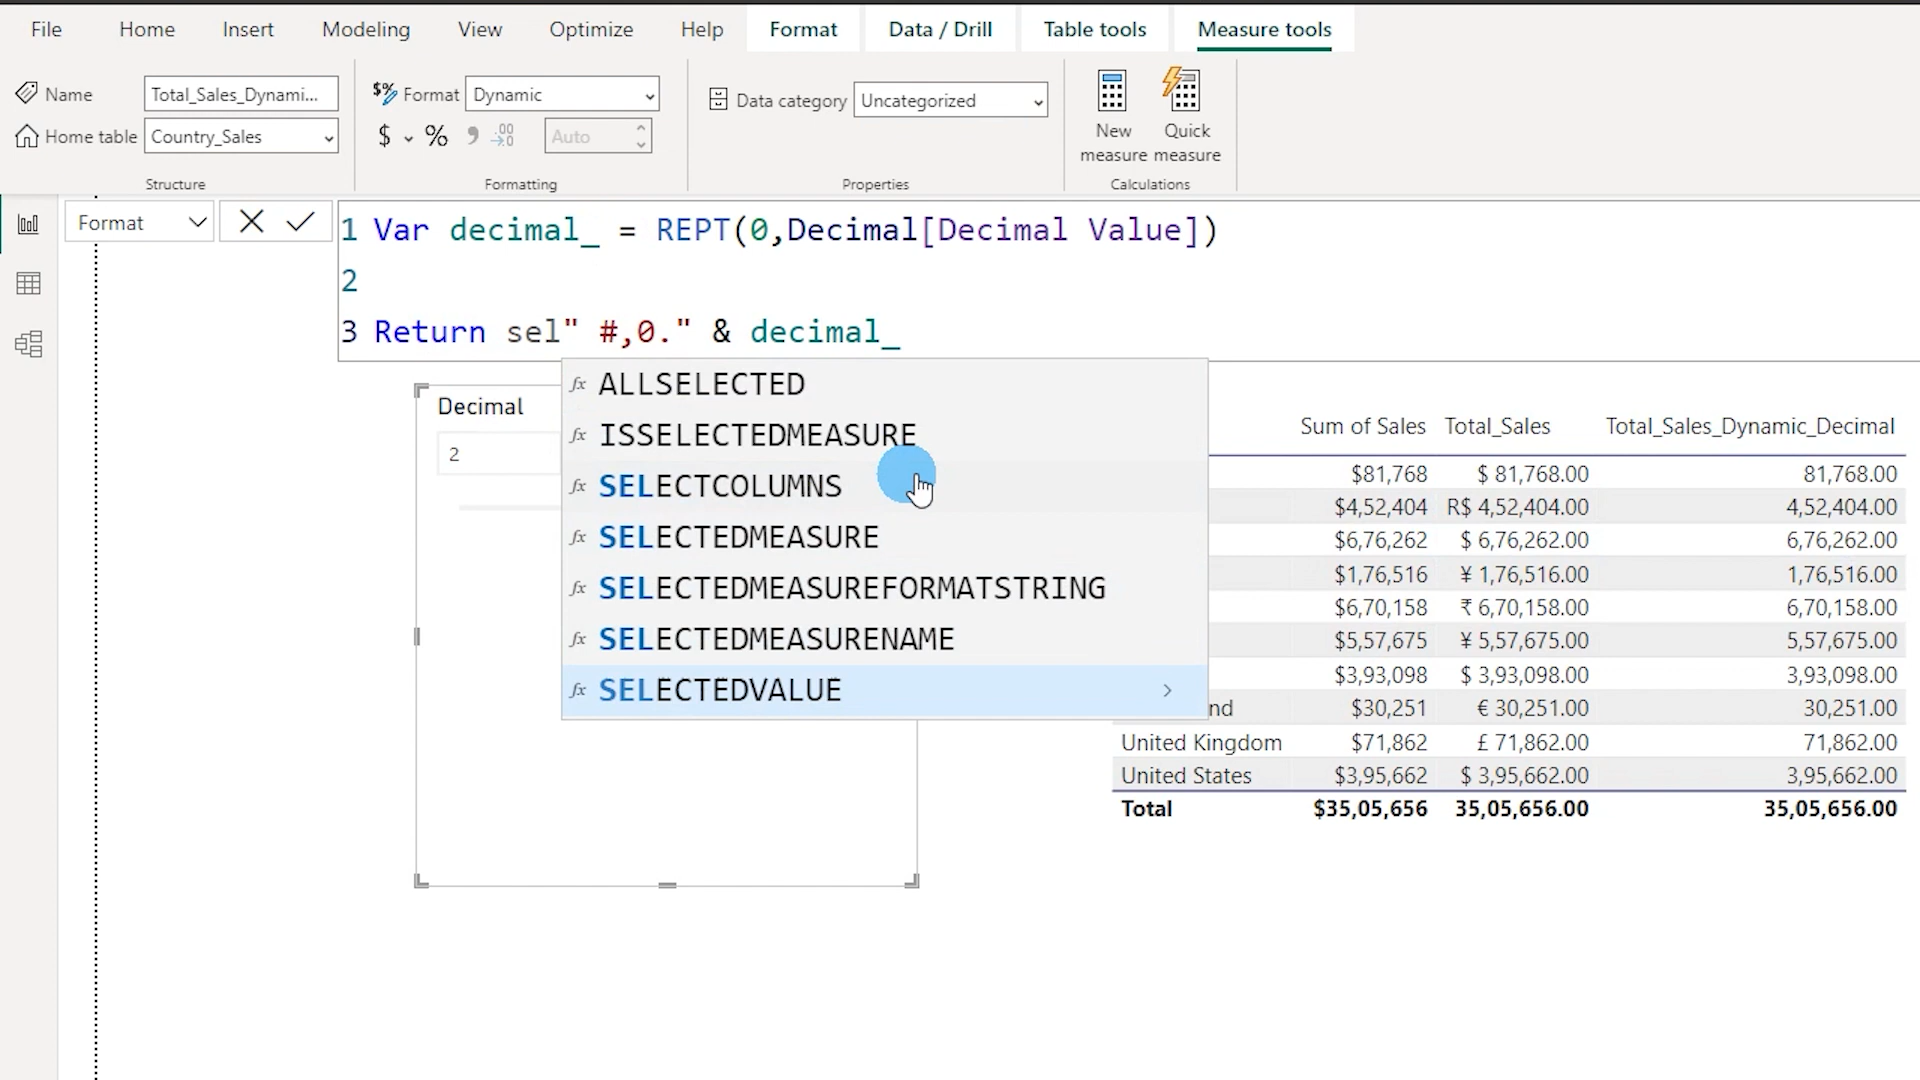 File Home Insert Modeling View Optimize Help Format Data / Drill Table tools Measure tools
Name Total_Sales_Dynami... $% Format Dynamic Data category Uncategorized
Home table Country_Sales $ % 9 .00 Auto
New measure Quick measure
Structure Formatting Properties Calculations
Format
1 Var decimal_ = REPT(0,Decimal[Decimal Value])
2
3 Return sel" #,0." & decimal_
Decimal
2
fx ALLSELECTED
fx ISSELECTEDMEASURE
fx SELECTCOLUMNS
fx SELECTEDMEASURE
fx SELECTEDMEASUREFORMATSTRING
fx SELECTEDMEASURENAME
fx SELECTEDVALUE
Sum of Sales Total_Sales Total_Sales_Dynamic_Decimal
$81,768 $ 81,768.00 81,768.00
$4,52,404 R$ 4,52,404.00 4,52,404.00
$6,76,262 $ 6,76,262.00 6,76,262.00
$1,76,516 ¥ 1,76,516.00 1,76,516.00
$6,70,158 ₹ 6,70,158.00 6,70,158.00
$5,57,675 ¥ 5,57,675.00 5,57,675.00
$3,93,098 $ 3,93,098.00 3,93,098.00
nd $30,251 € 30,251.00 30,251.00
United Kingdom $71,862 £ 71,862.00 71,862.00
United States $3,95,662 $ 3,95,662.00 3,95,662.00
Total $35,05,656 35,05,656.00 35,05,656.00